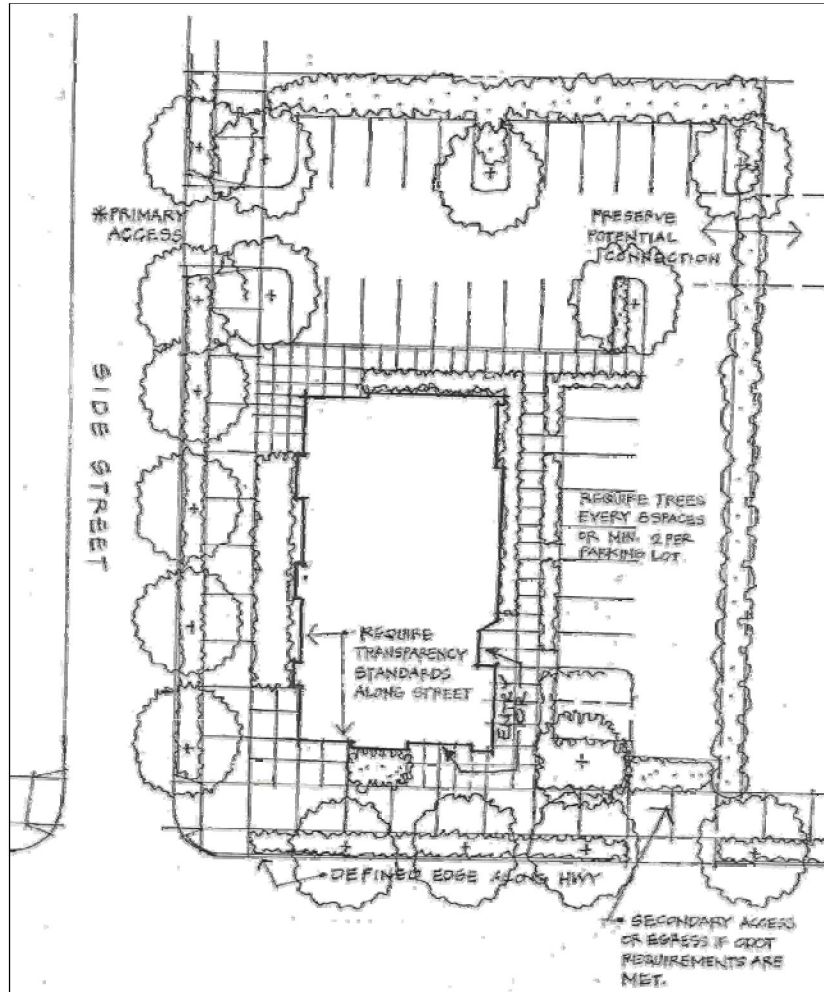 *PRIMARY
ACCESS
PRESERVE
POTENTIAL
CONNECTION
SIDE STREET
REQUIRE TREES
EVERY 8 SPACES
OR MIN. 2 PER
PARKING LOT.
REQUIRE
TRANSPARENCY
STANDARDS
ALONG STREET
ENTRY
OR
DEFINED EDGE ALONG HWY
SECONDARY ACCESS
OR EGRESS IF ODOT
REQUIREMENTS ARE
MET.